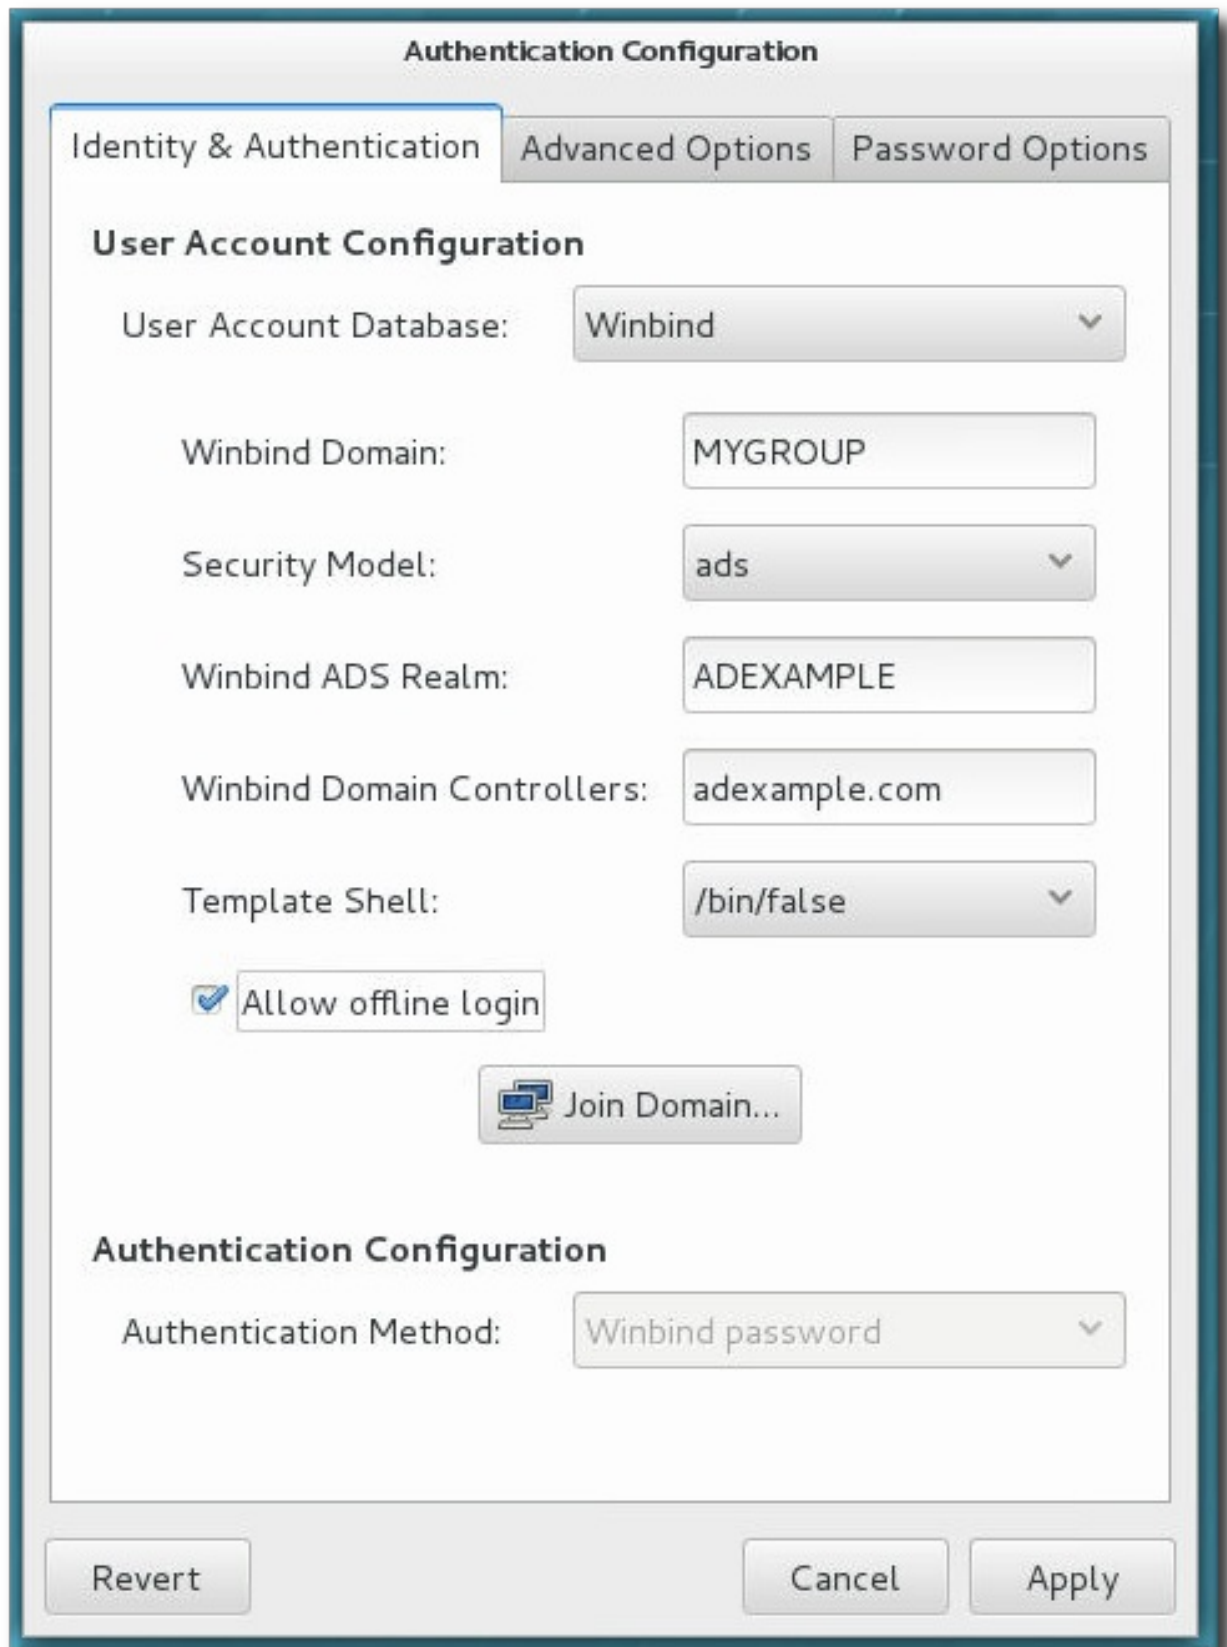 Authentication Configuration
Identity & Authentication Advanced Options Password Options
User Account Configuration
User Account Database: Winbind
Winbind Domain: MYGROUP
Security Model: ads
Winbind ADS Realm: ADEXAMPLE
Winbind Domain Controllers: adexample.com
Template Shell: /bin/false
Allow offline login
Join Domain...
Authentication Configuration
Authentication Method: Winbind password
Revert Cancel Apply